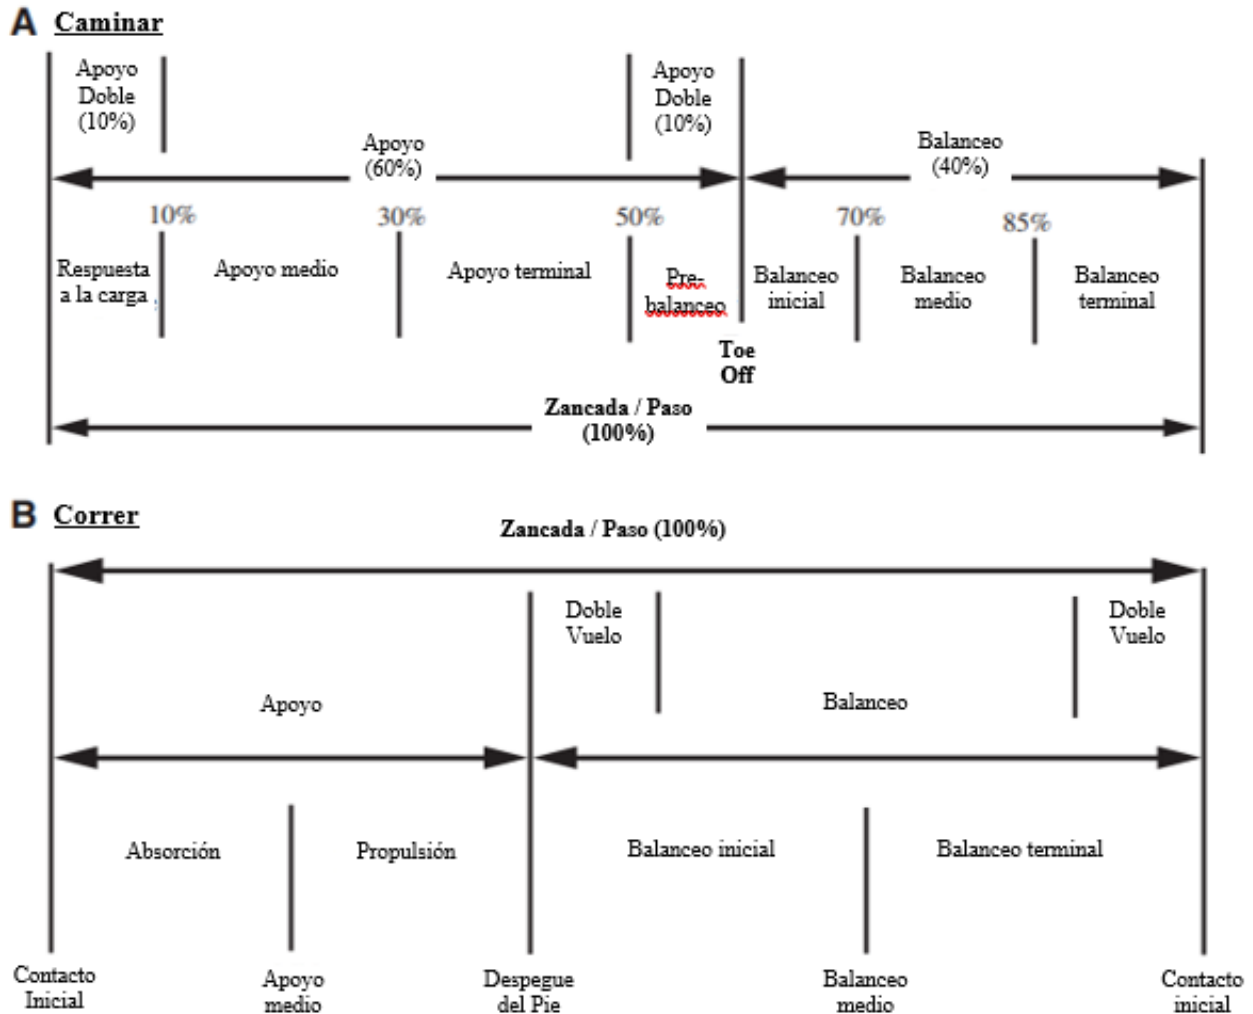 A Caminar
Apoyo
Doble
(10%)
Apoyo
Doble
(10%)
Apoyo
(60%)
Balanceo
(40%)
10%
30%
50%
70%
85%
Respuesta
a la carga
Apoyo medio
Apoyo terminal
Pre-
balanceo
Balanceo
inicial
Balanceo
medio
Balanceo
terminal
Toe
Off
Zancada / Paso
(100%)
B Correr
Zancada / Paso (100%)
Doble
Vuelo
Doble
Vuelo
Apoyo
Balanceo
Absorción
Propulsión
Balanceo inicial
Balanceo terminal
Contacto
Inicial
Apoyo
medio
Despegue
del Pie
Balanceo
medio
Contacto
inicial